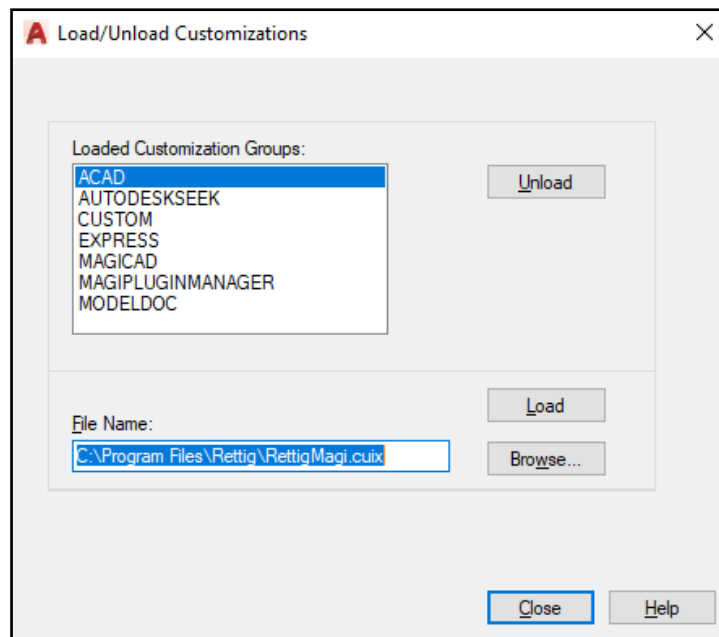 Load/Unload Customizations
Loaded Customization Groups:
ACAD
AUTODESKSEEK
CUSTOM
EXPRESS
MAGICAD
MAGIPLUGINMANAGER
MODELDOC
Unload
Load
File Name:
C:\Program Files\Rettig\RettigMagi.cuix
Browse...
Close
Help